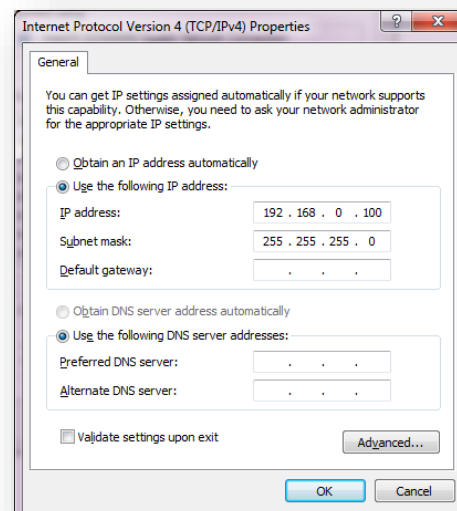 Internet Protocol Version 4 (TCP/IPv4) Properties
?
General
You can get IP settings assigned automatically if your network supports
this capability. Otherwise, you need to ask your network administrator
for the appropriate IP settings.
Obtain an IP address automatically
Use the following IP address:
IP address: 192 . 168 . 0 . 100
Subnet mask: 255 . 255 . 255 . 0
Default gateway: . . .
Obtain DNS server address automatically
Use the following DNS server addresses:
Preferred DNS server: . . .
Alternate DNS server: . . .
Validate settings upon exit
Advanced...
OK Cancel